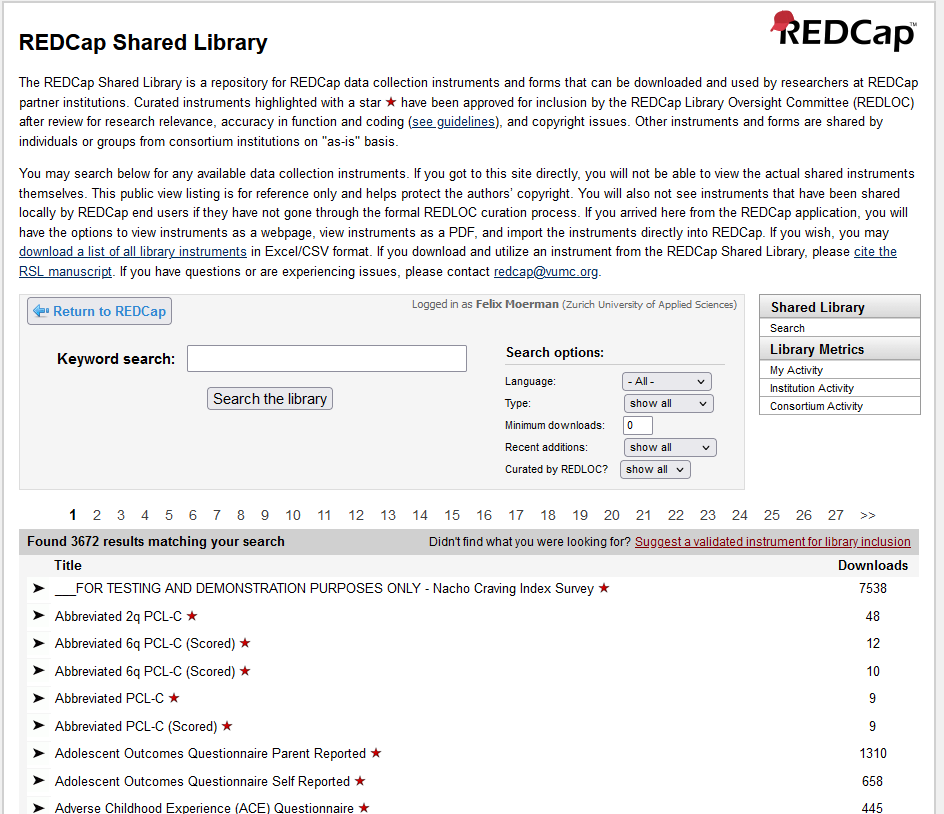 REDCap Shared Library
REDCap™
The REDCap Shared Library is a repository for REDCap data collection instruments and forms that can be downloaded and used by researchers at REDCap
partner institutions. Curated instruments highlighted with a star ★ have been approved for inclusion by the REDCap Library Oversight Committee (REDLOC)
after review for research relevance, accuracy in function and coding (see guidelines), and copyright issues. Other instruments and forms are shared by
individuals or groups from consortium institutions on "as-is" basis.
You may search below for any available data collection instruments. If you got to this site directly, you will not be able to view the actual shared instruments
themselves. This public view listing is for reference only and helps protect the authors' copyright. You will also not see instruments that have been shared
locally by REDCap end users if they have not gone through the formal REDLOC curation process. If you arrived here from the REDCap application, you will
have the options to view instruments as a webpage, view instruments as a PDF, and import the instruments directly into REDCap. If you wish, you may
download a list of all library instruments in Excel/CSV format. If you download and utilize an instrument from the REDCap Shared Library, please cite the
RSL manuscript. If you have questions or are experiencing issues, please contact redcap@vumc.org.
Return to REDCap
Logged in as Felix Moerman (Zurich University of Applied Sciences)
Keyword search:
Search the library
Search options:
Language: - All -
Type: show all
Minimum downloads: 0
Recent additions: show all
Curated by REDLOC? show all
Shared Library
Search
Library Metrics
My Activity
Institution Activity
Consortium Activity
1 2 3 4 5 6 7 8 9 10 11 12 13 14 15 16 17 18 19 20 21 22 23 24 25 26 27 >>
Found 3672 results matching your search Didn't find what you were looking for? Suggest a validated instrument for library inclusion
Title Downloads
➤ ___FOR TESTING AND DEMONSTRATION PURPOSES ONLY - Nacho Craving Index Survey ★ 7538
➤ Abbreviated 2q PCL-C ★ 48
➤ Abbreviated 6q PCL-C (Scored) ★ 12
➤ Abbreviated 6q PCL-C (Scored) ★ 10
➤ Abbreviated PCL-C ★ 9
➤ Abbreviated PCL-C (Scored) ★ 9
➤ Adolescent Outcomes Questionnaire Parent Reported ★ 1310
➤ Adolescent Outcomes Questionnaire Self Reported ★ 658
➤ Adverse Childhood Experience (ACE) Questionnaire ★ 445